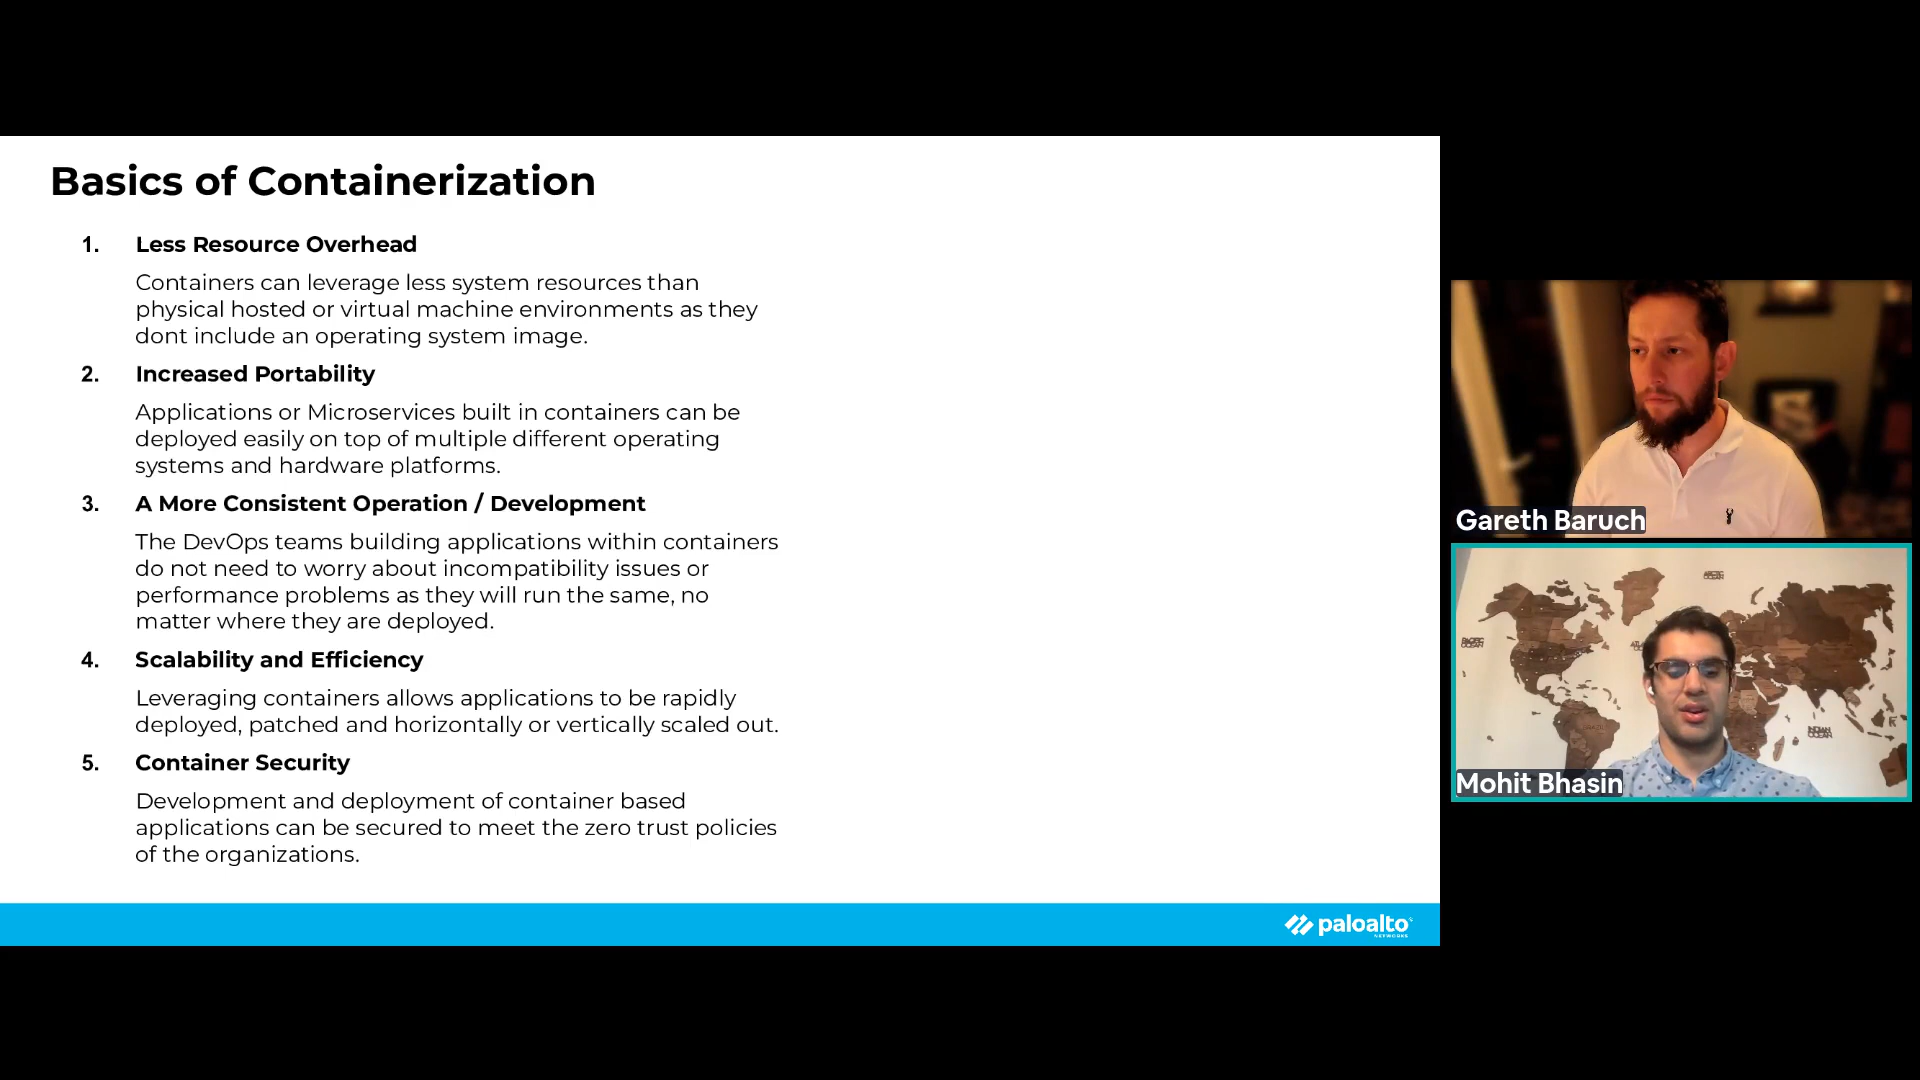 Basics of Containerization
1. Less Resource Overhead
Containers can leverage less system resources than
physical hosted or virtual machine environments as they
dont include an operating system image.
2. Increased Portability
Applications or Microservices built in containers can be
deployed easily on top of multiple different operating
systems and hardware platforms.
3. A More Consistent Operation / Development
The DevOps teams building applications within containers
do not need to worry about incompatibility issues or
performance problems as they will run the same, no
matter where they are deployed.
4. Scalability and Efficiency
Leveraging containers allows applications to be rapidly
deployed, patched and horizontally or vertically scaled out.
5. Container Security
Development and deployment of container based
applications can be secured to meet the zero trust policies
of the organizations.
paloalto
NETWORKS
Gareth Baruch
ARCTIC
OCEAN
INDIAN
OCEAN
Mohit Bhasin